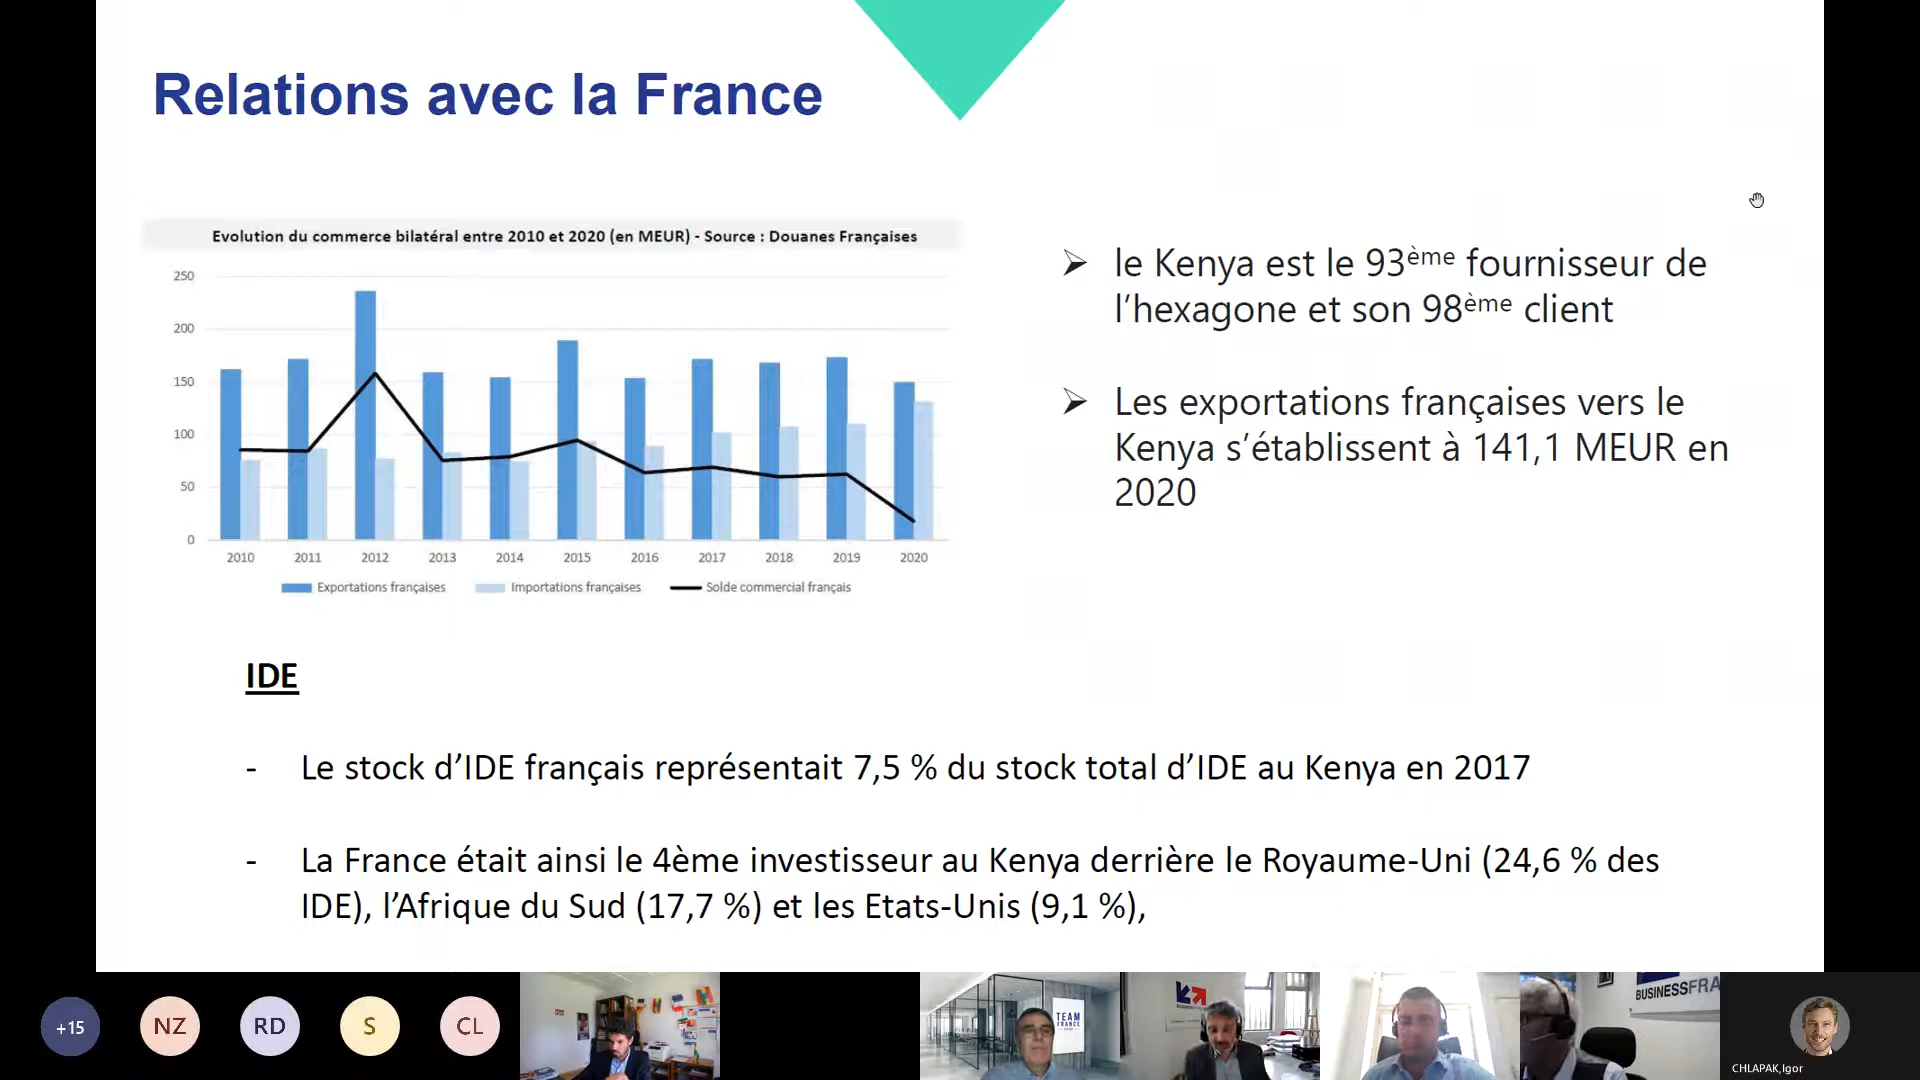 Relations avec la France
Evolution du commerce bilatéral entre 2010 et 2020 (en MEUR) - Source : Douanes Françaises
250
200
150
100
50
0
2010 2011 2012 2013 2014 2015 2016 2017 2018 2019 2020
Exportations françaises Importations françaises Solde commercial français
➢ le Kenya est le 93ème fournisseur de
l’hexagone et son 98ème client
➢ Les exportations françaises vers le
Kenya s’établissent à 141,1 MEUR en
2020
IDE
- Le stock d’IDE français représentait 7,5 % du stock total d’IDE au Kenya en 2017
- La France était ainsi le 4ème investisseur au Kenya derrière le Royaume-Uni (24,6 % des
IDE), l’Afrique du Sud (17,7 %) et les Etats-Unis (9,1 %),
+15 NZ RD S CL
TEAM
FRANCE
BUSINESSFRA
CHLAPAK,Igor